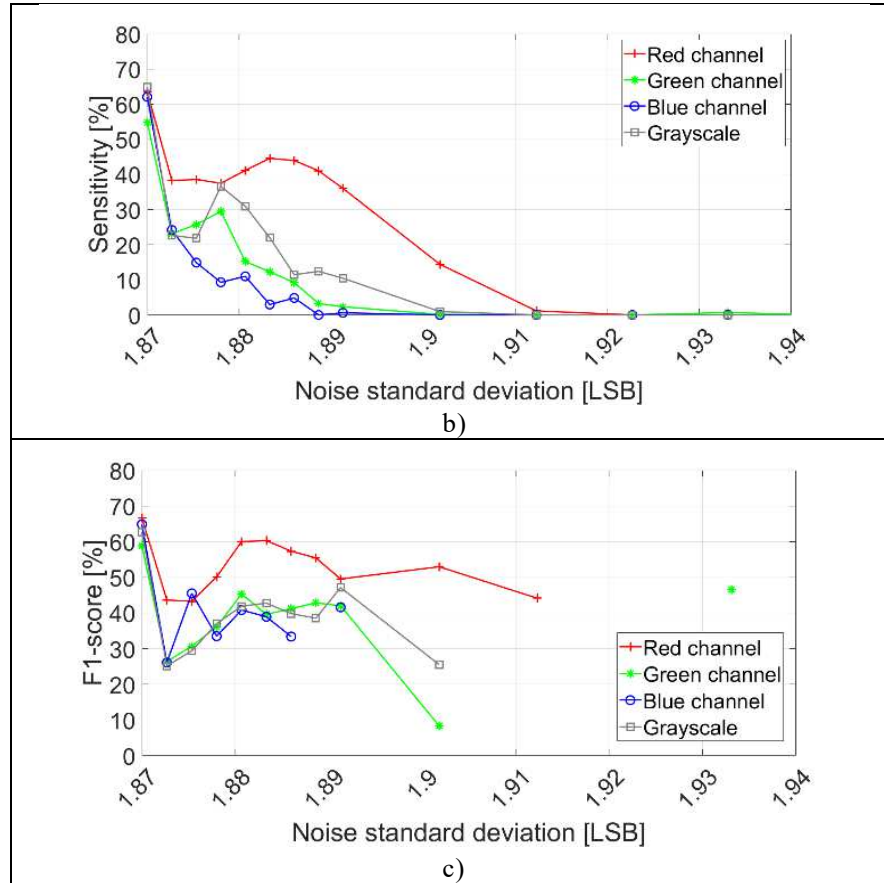 80
70
60
50
40
30
20
10
0
Sensitivity [%]
Red channel
Green channel
Blue channel
Grayscale
1.87
1.88
1.89
1.9
1.91
1.92
1.93
1.94
Noise standard deviation [LSB]
b)
80
70
60
50
40
30
20
10
0
F1-score [%]
Red channel
Green channel
Blue channel
Grayscale
1.87
1.88
1.89
1.9
1.91
1.92
1.93
1.94
Noise standard deviation [LSB]
c)